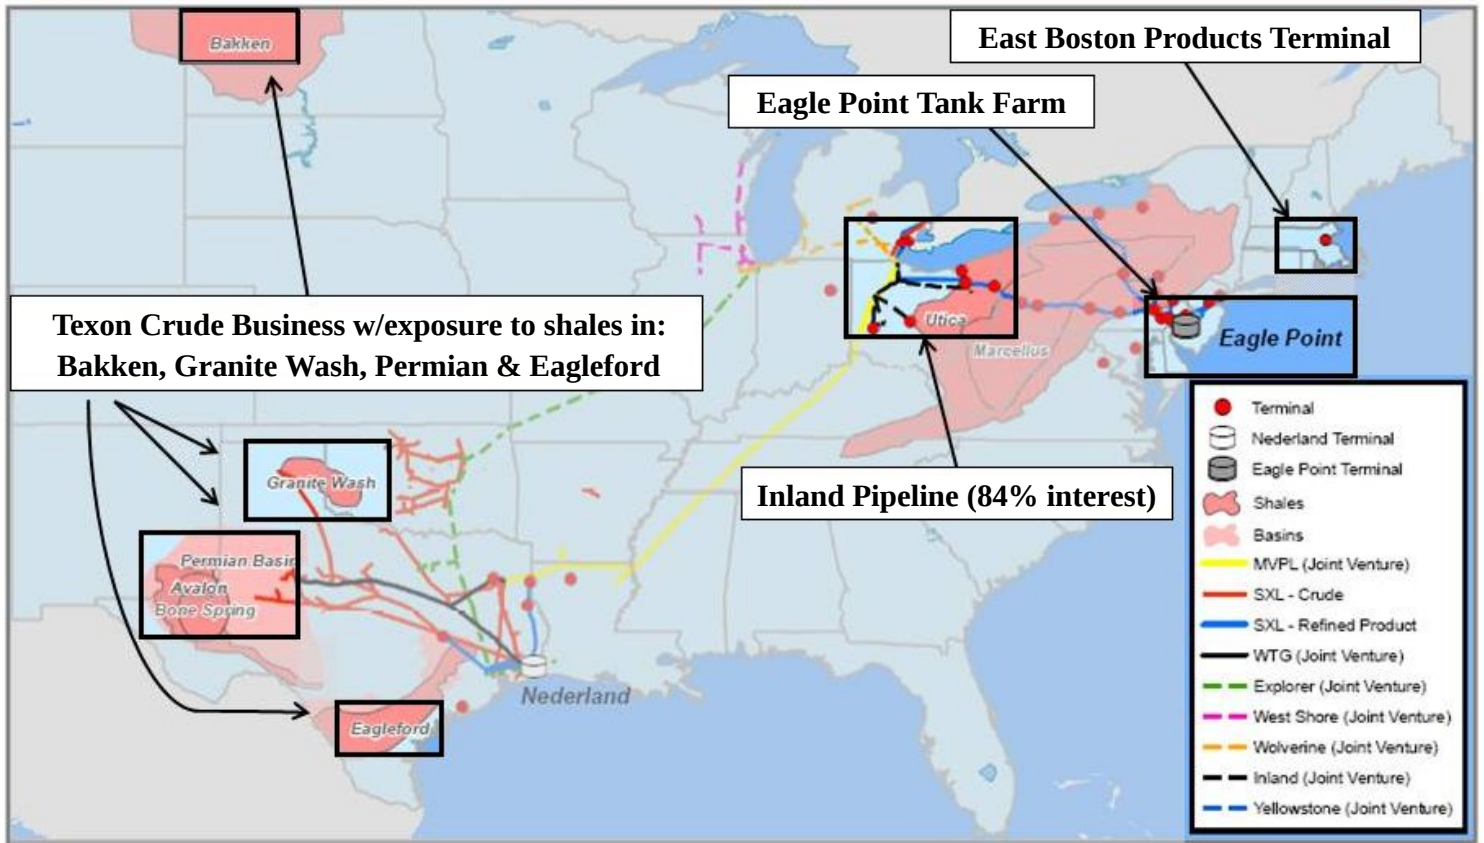 East Boston Products Terminal
Eagle Point Tank Farm
Bakken
Texon Crude Business w/exposure to shales in:
Bakken, Granite Wash, Permian & Eagleford
Utica
Marcellus
Eagle Point
Granite Wash
Inland Pipeline (84% interest)
Permian Basin
Avalon
Bone Spring
Nederland
Eagleford
Terminal
Nederland Terminal
Eagle Point Terminal
Shales
Basins
MVPL (Joint Venture)
SXL - Crude
SXL - Refined Product
WTG (Joint Venture)
Explorer (Joint Venture)
West Shore (Joint Venture)
Wolverine (Joint Venture)
Inland (Joint Venture)
Yellowstone (Joint Venture)